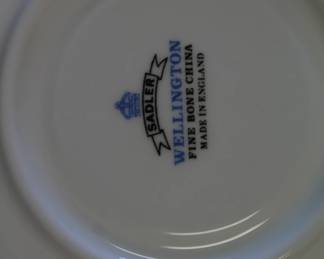 SADLER
WELLINGTON
FINE BONE CHINA
MADE IN ENGLAND